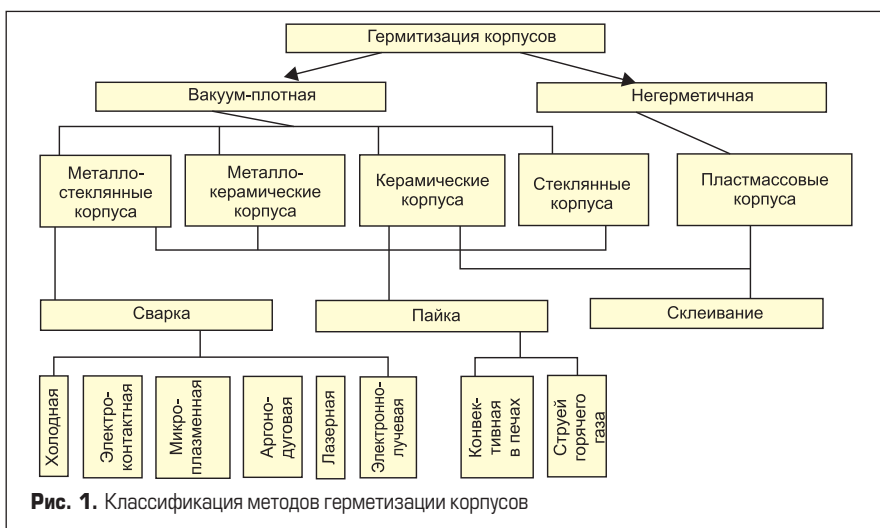 Гермитизация корпусов
Вакуум-плотная
Негерметичная
Металло-
стеклянные
корпуса
Металло-
керамические
корпуса
Керамические
корпуса
Стеклянные
корпуса
Пластмассовые
корпуса
Сварка
Пайка
Склеивание
Холодная
Электро-
контактная
Микро-
плазменная
Аргоно-
дуговая
Лазерная
Электронно-
лучевая
Конвек-
тивная
в печах
Струей
горячего
газа
Рис. 1. Классификация методов герметизации корпусов